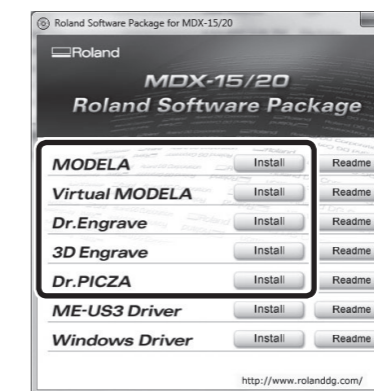 Roland Software Package for MDX-15/20
Roland
MDX-15/20
Roland Software Package
MODELA Install Readme
Virtual MODELA Install Readme
Dr.Engrave Install Readme
3D Engrave Install Readme
Dr.PICZA Install Readme
ME-US3 Driver Install Readme
Windows Driver Install Readme
http://www.rolanddg.com/